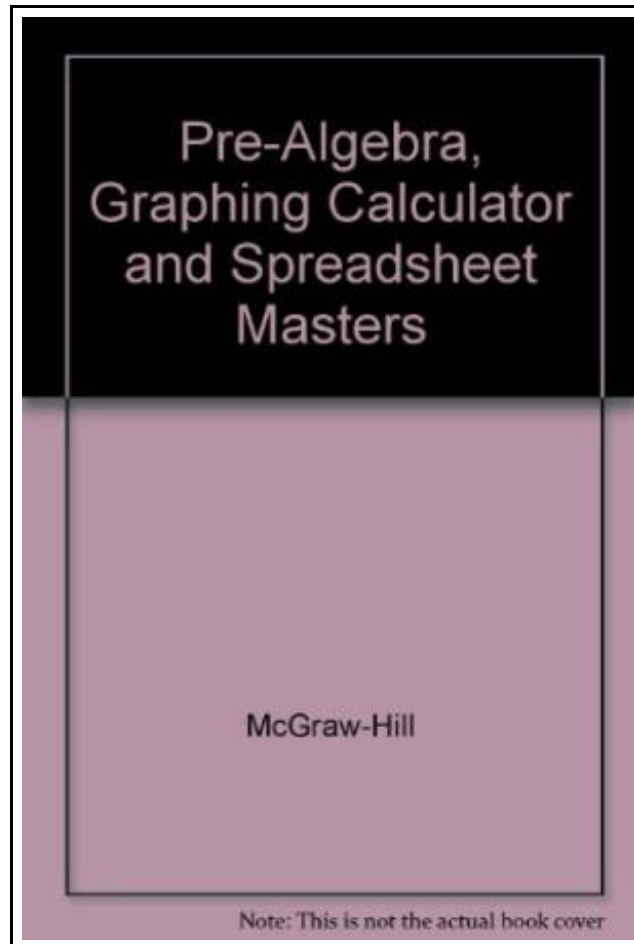 Pre-Algebra,
Graphing Calculator
and Spreadsheet
Masters
McGraw-Hill
Note: This is not the actual book cover